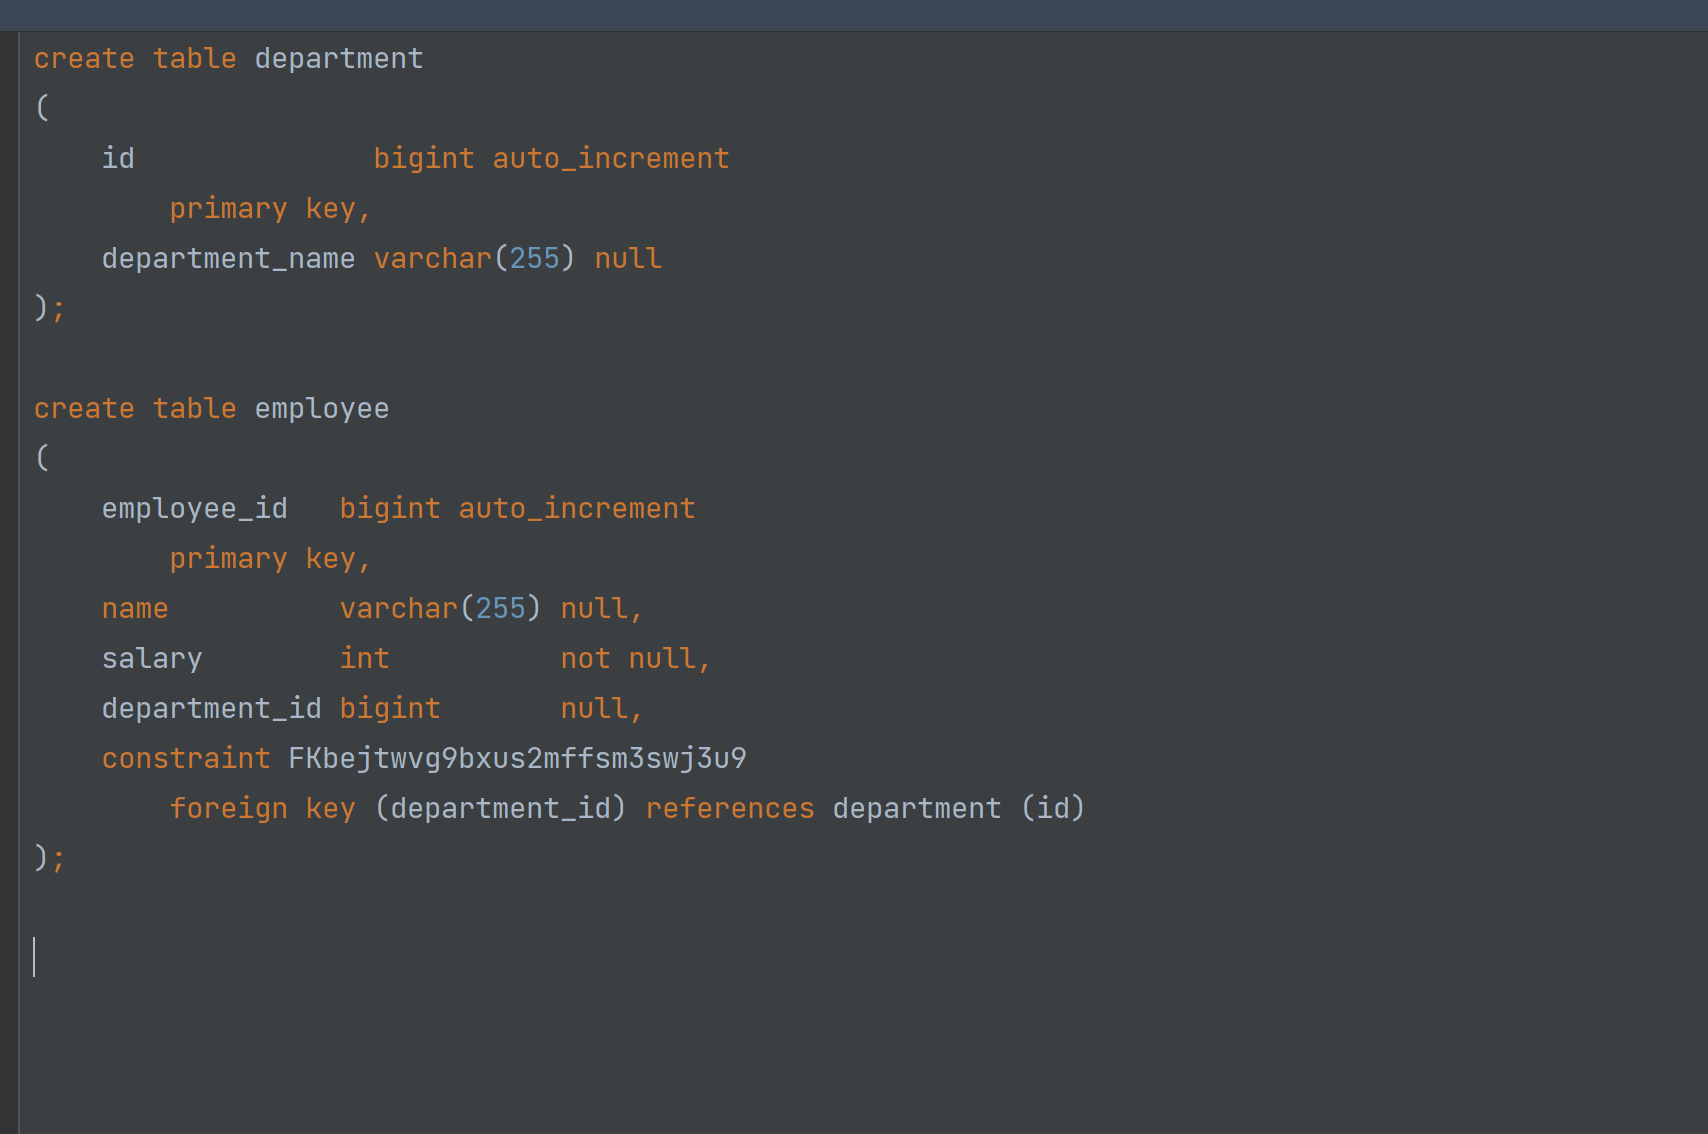 create table department
(
    id              bigint auto_increment
        primary key,
    department_name varchar(255) null
);
create table employee
(
    employee_id   bigint auto_increment
        primary key,
    name          varchar(255) null,
    salary        int          not null,
    department_id bigint       null,
    constraint FKbejtwvg9bxus2mffsm3swj3u9
        foreign key (department_id) references department (id)
);